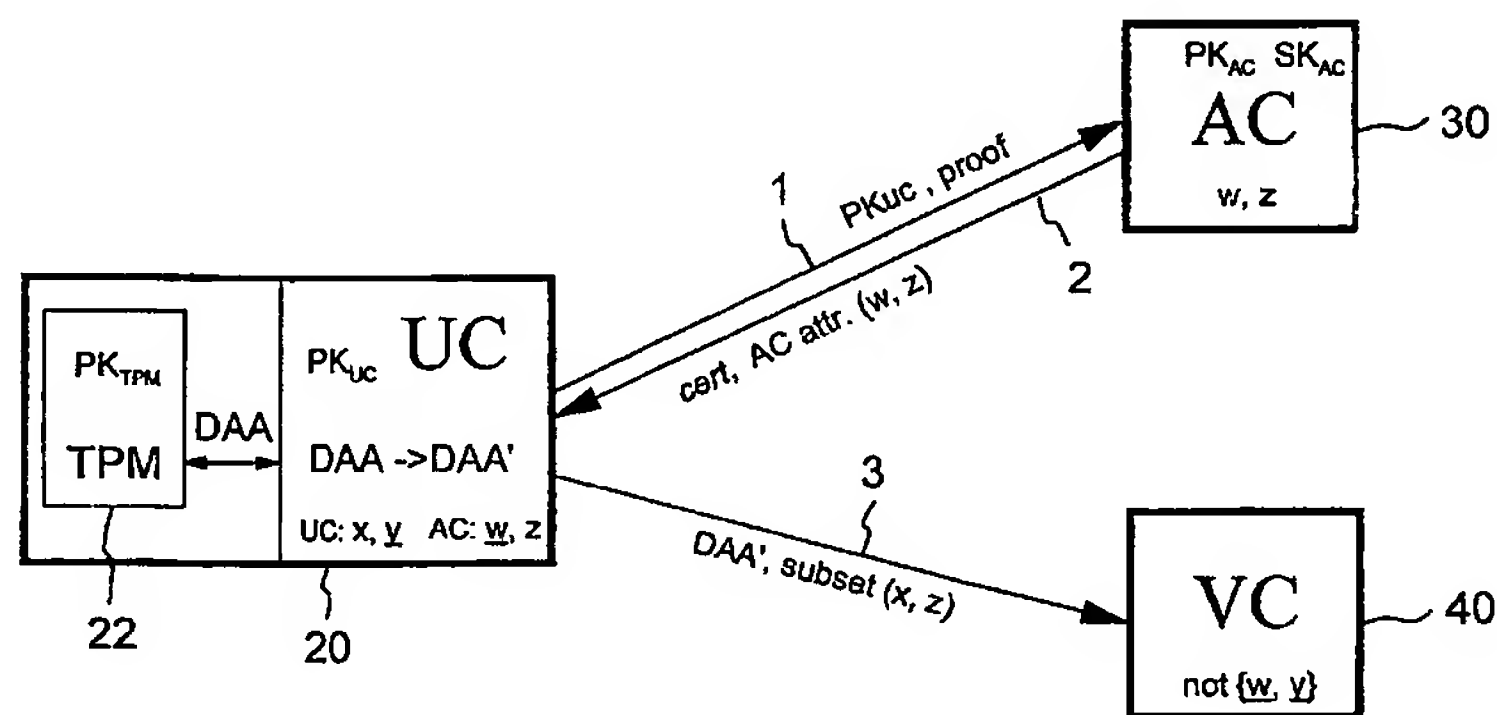 PK_AC SK_AC
AC
w, z
30
1
PKuc , proof
2
cert, AC attr. (w, z)
PK_TPM
TPM
DAA
PK_UC UC
DAA ->DAA'
UC: x, y AC: w, z
22
20
3
DAA', subset (x, z)
VC
not {w, y}
40